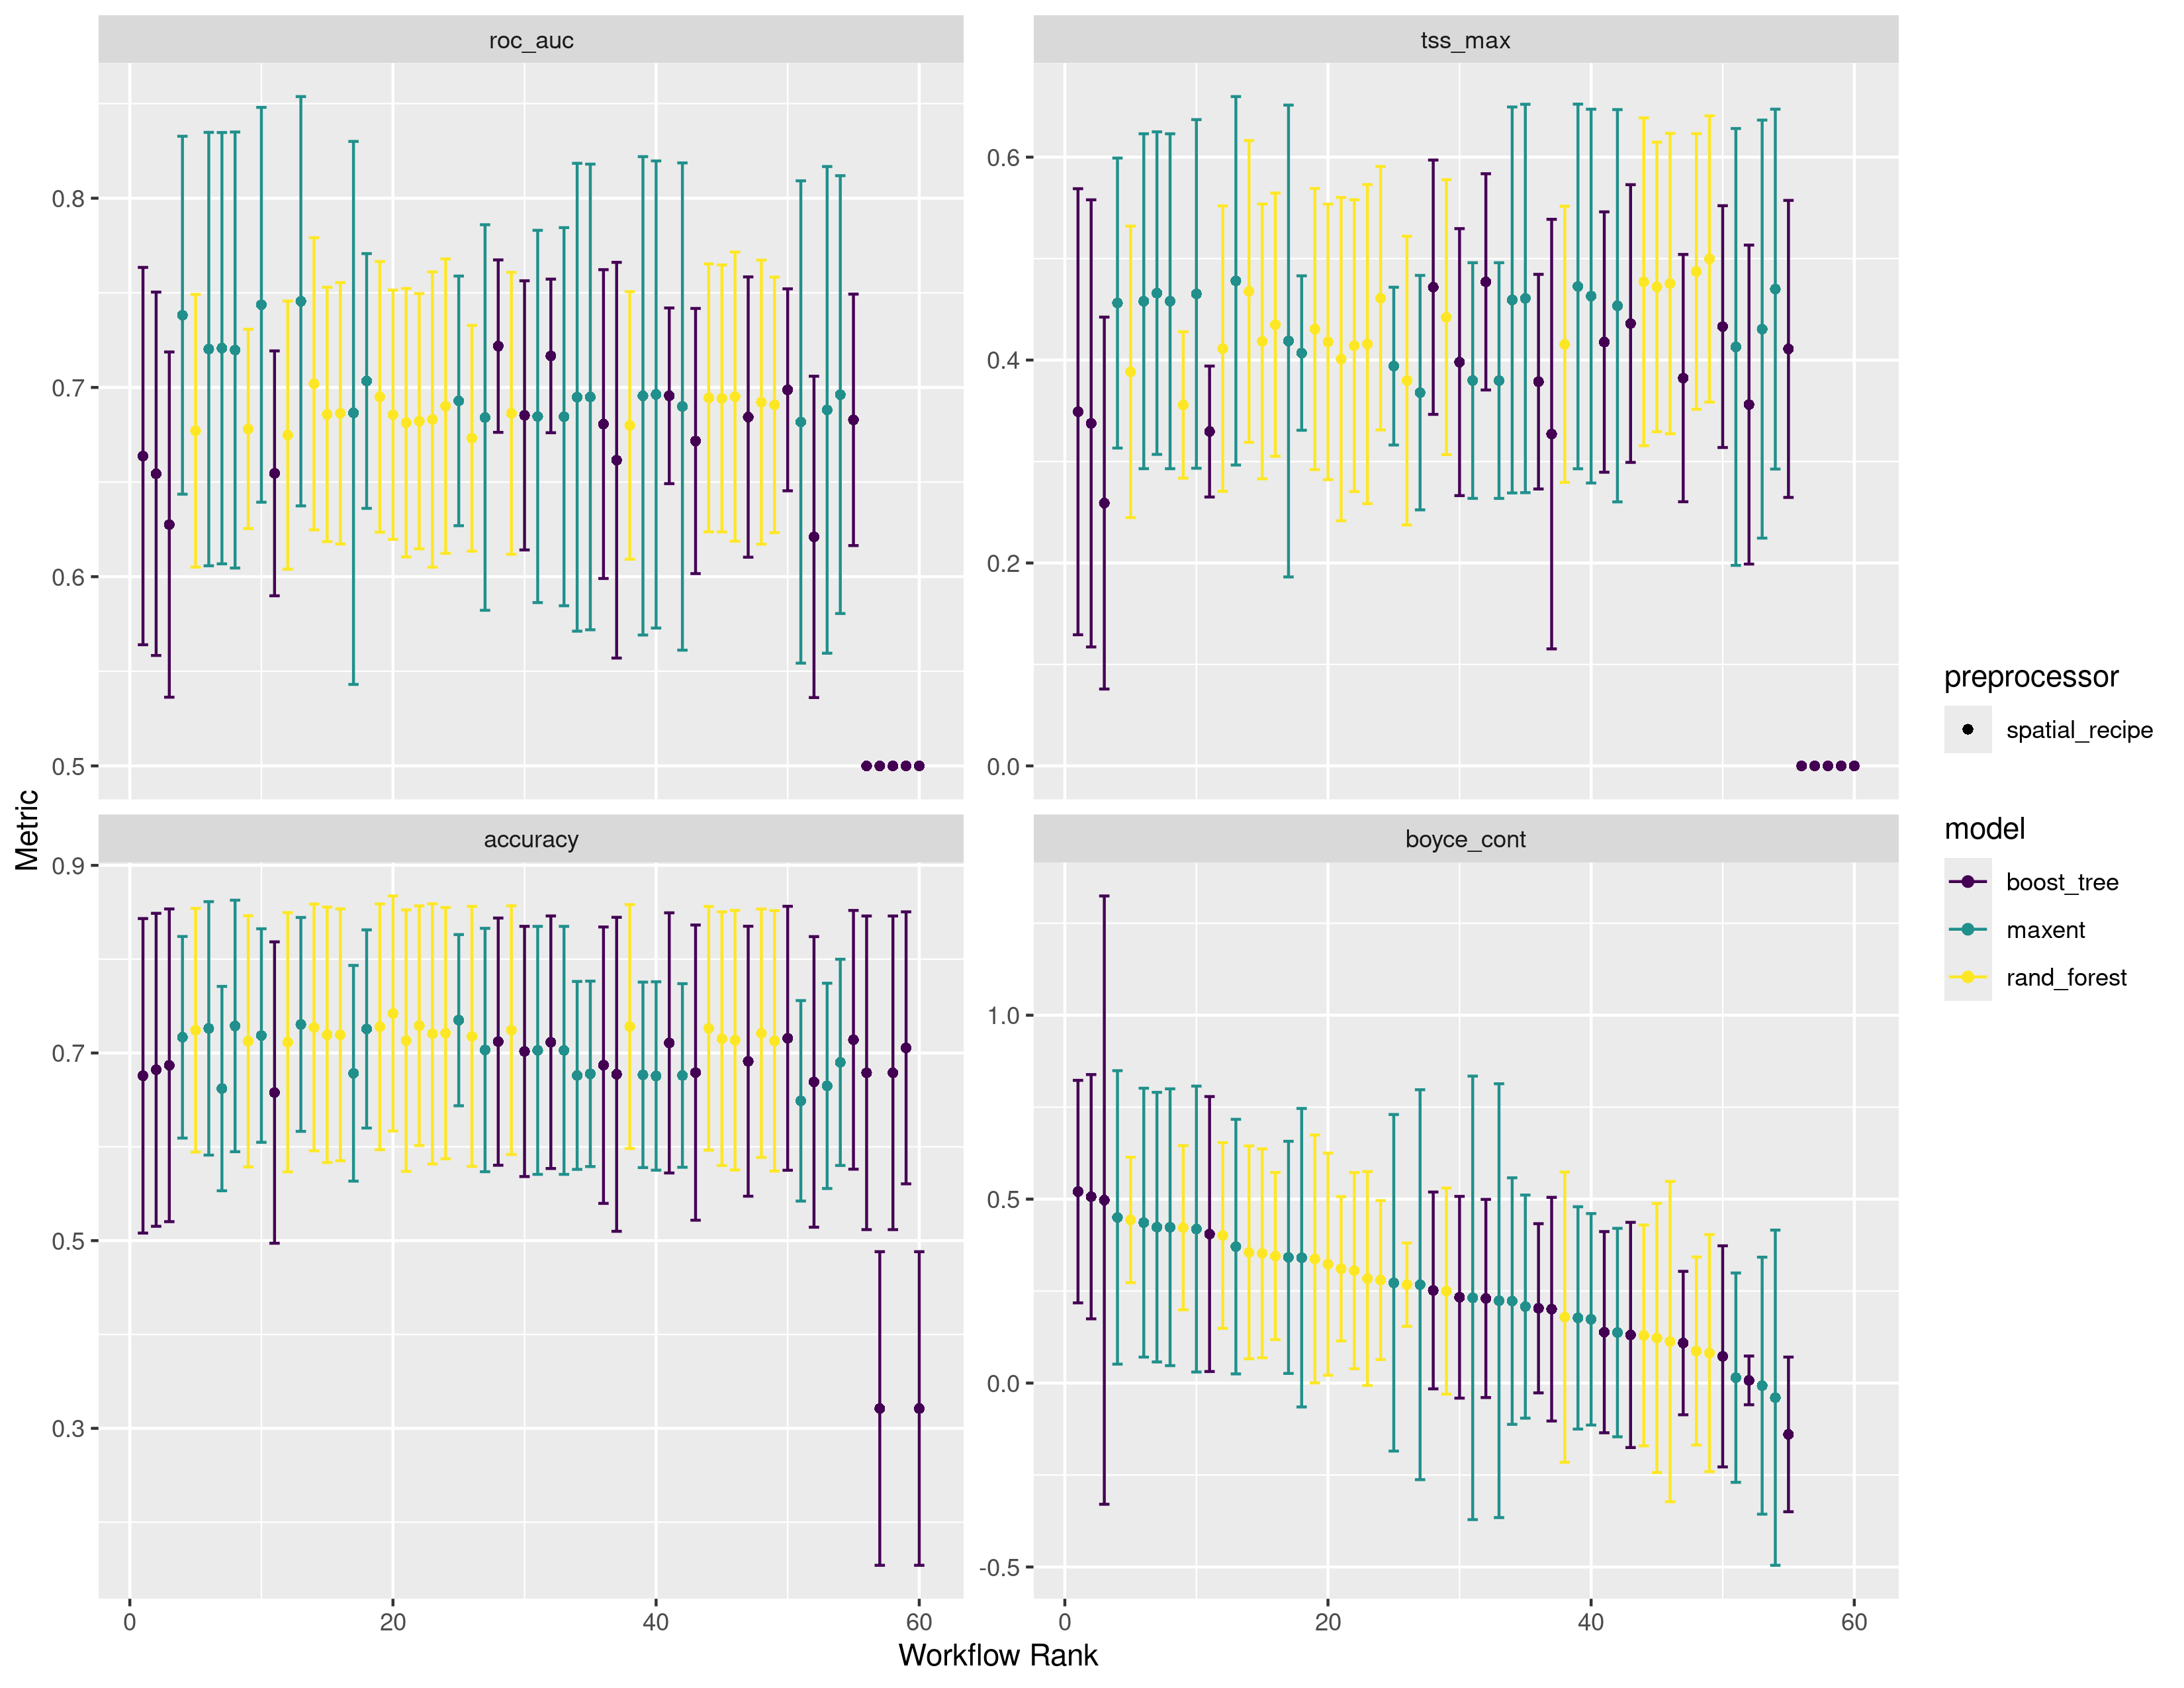 roc_auc
tss_max
0.8
0.7
0.6
0.5
0.6
0.4
0.2
0.0
accuracy
boyce_cont
0.9
0.7
0.5
0.3
1.0
0.5
0.0
-0.5
0 20 40 60
0 20 40 60
Metric
Workflow Rank
preprocessor
spatial_recipe
model
boost_tree
maxent
rand_forest